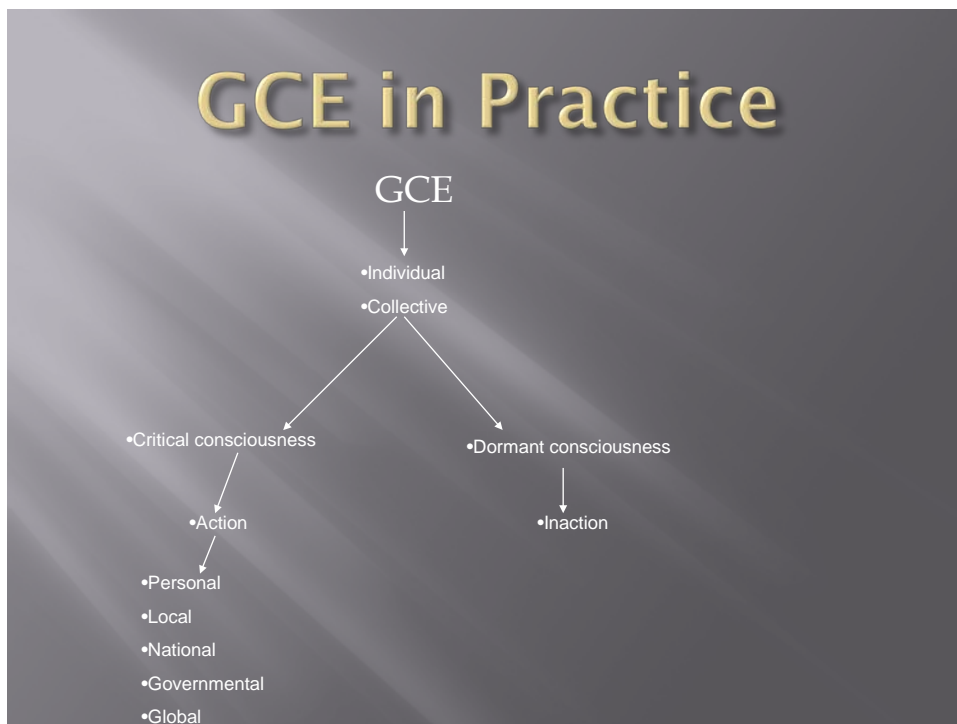 GCE in Practice
GCE
•Individual
•Collective
•Critical consciousness
•Dormant consciousness
•Action
•Inaction
•Personal
•Local
•National
•Governmental
•Global